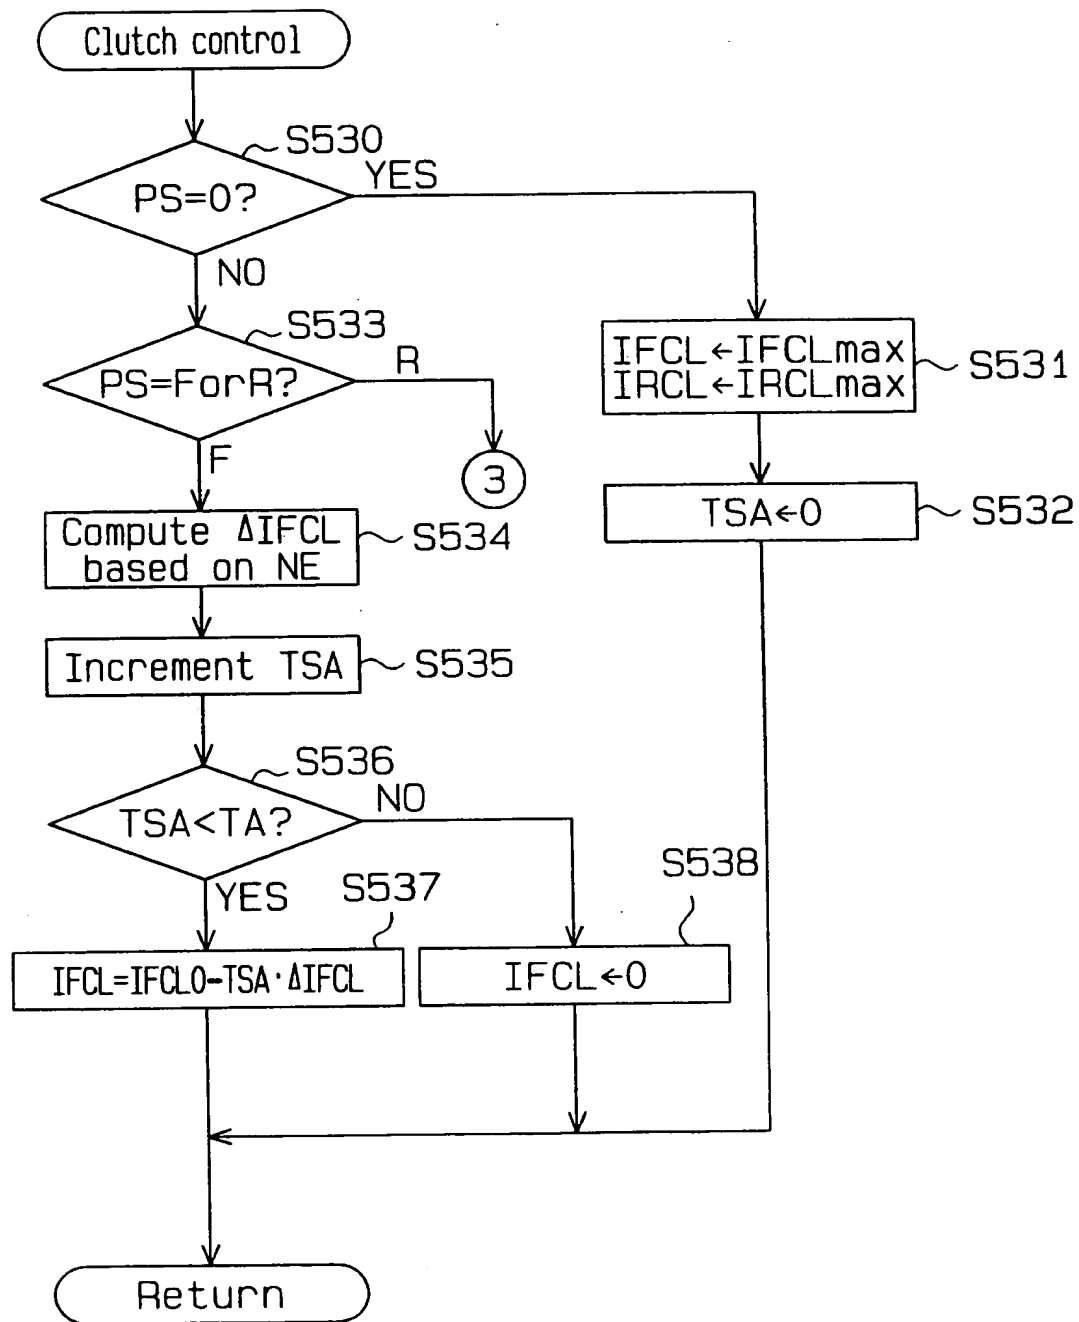 Clutch control
S530
PS=0?
YES
NO
S533
PS=ForR?
R
IFCL←IFCLmax
IRCL←IRCLmax
S531
F
3
TSA←0
S532
Compute ΔIFCL
based on NE
S534
Increment TSA
S535
S536
TSA<TA?
NO
YES
S537
S538
IFCL=IFCL0-TSA·ΔIFCL
IFCL←0
Return